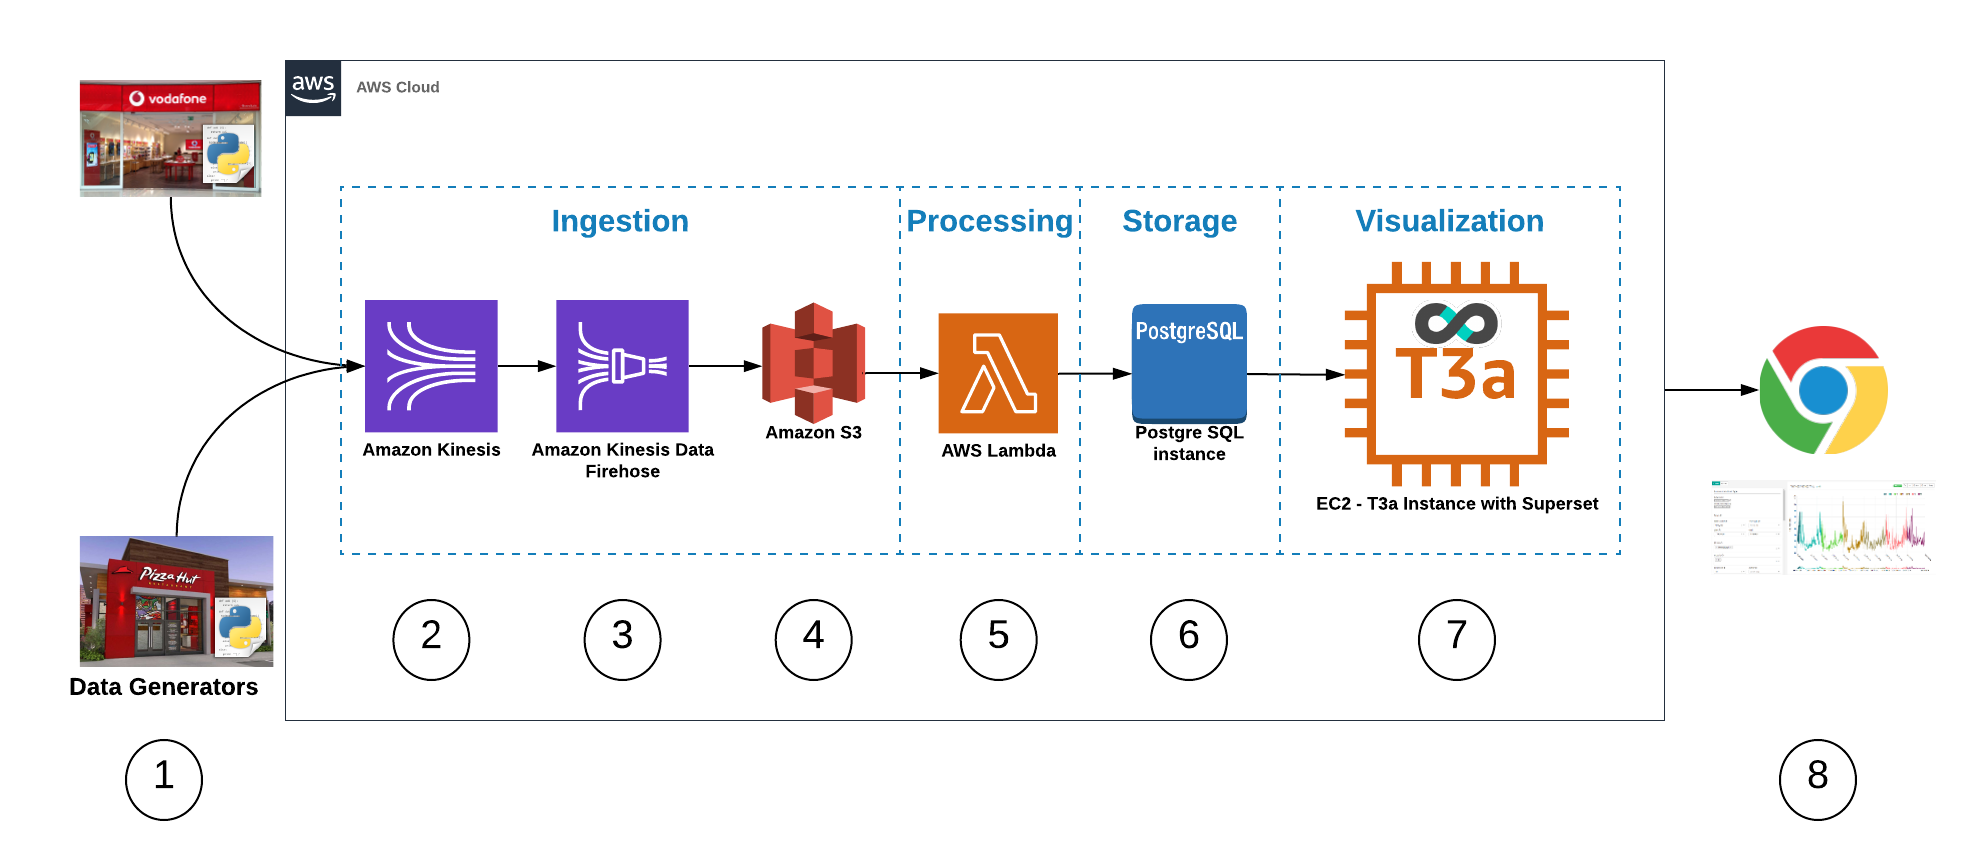 vodafone
aws
AWS Cloud
Ingestion
Processing
Storage
Visualization
PostgreSQL
T3a
Amazon Kinesis
Amazon Kinesis Data
Firehose
Amazon S3
AWS Lambda
Postgre SQL
instance
EC2 - T3a Instance with Superset
Pizza Hut
Data Generators
1
2
3
4
5
6
7
8